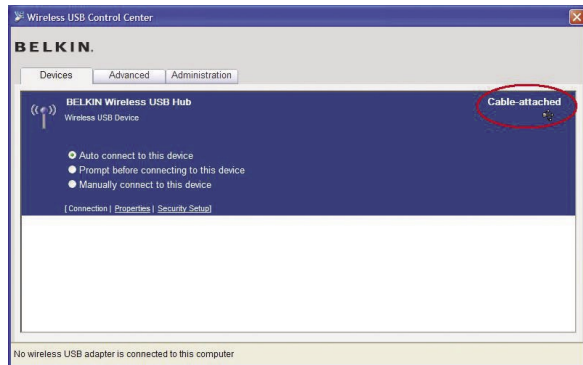 Wireless USB Control Center
BELKIN.
Devices Advanced Administration
BELKIN Wireless USB Hub Cable-attached
Wireless USB Device
Auto connect to this device
Prompt before connecting to this device
Manually connect to this device
[ Connection | Properties | Security Setup]
No wireless USB adapter is connected to this computer